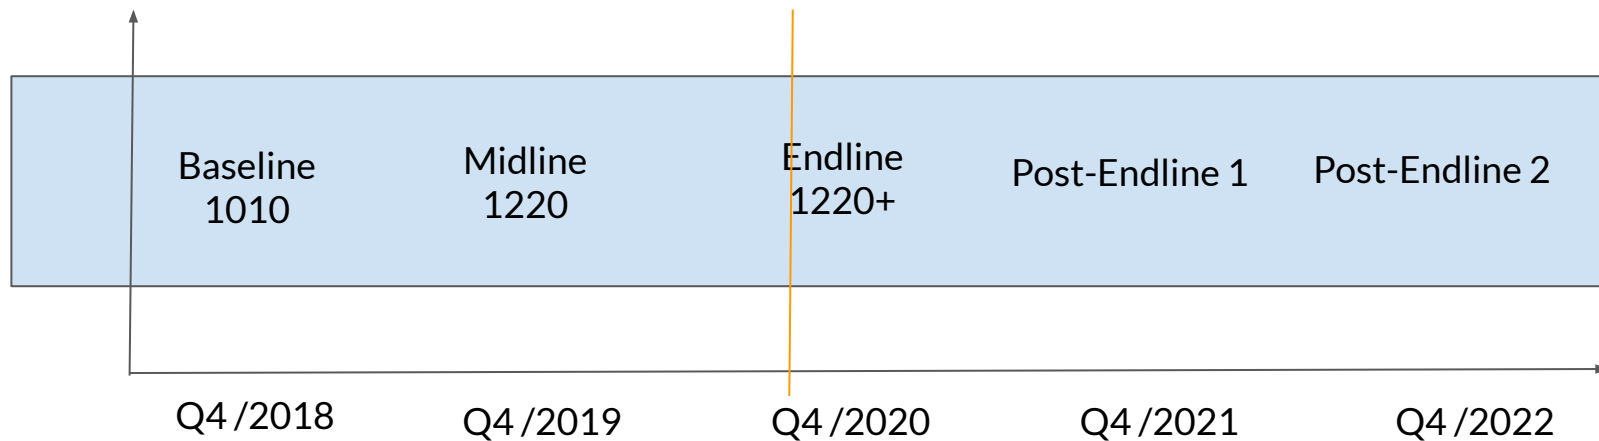 Baseline
1010
Midline
1220
Endline
1220+
Post-Endline 1
Post-Endline 2
Q4 /2018
Q4 /2019
Q4 /2020
Q4 /2021
Q4 /2022